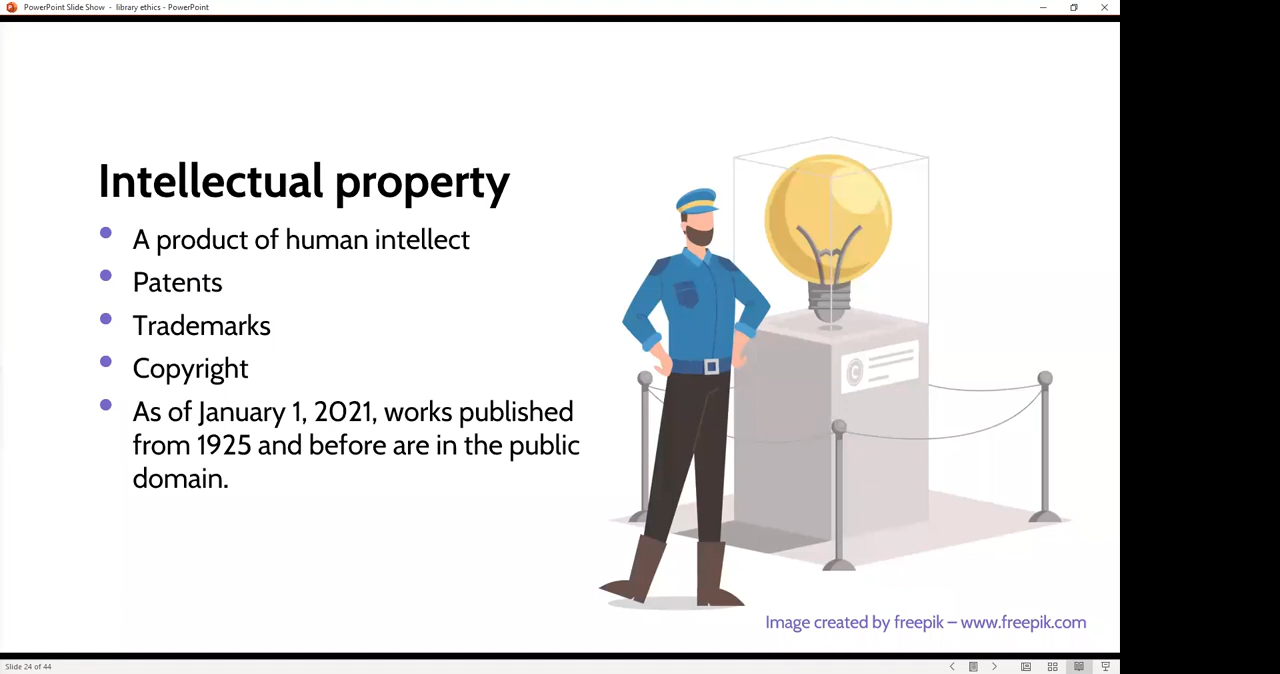 PowerPoint Slide Show - library ethics - PowerPoint
Intellectual property
A product of human intellect
Patents
Trademarks
Copyright
As of January 1, 2021, works published
from 1925 and before are in the public
domain.
C
Image created by freepik – www.freepik.com
Slide 24 of 44